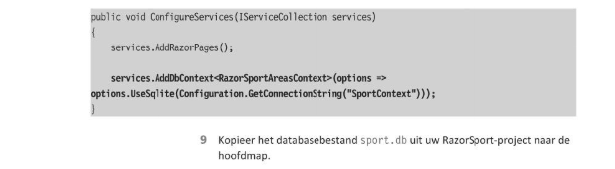 public void ConfigureServices(IServiceCollection services)
{
services.AddRazorPages();
services.AddDbContext<RazorSportAreasContext>(options =>
options.UseSqlite(Configuration.GetConnectionString("SportContext")));
}
9 Kopieer het databasebestand sport.db uit uw RazorSport-project naar de
hoofdmap.